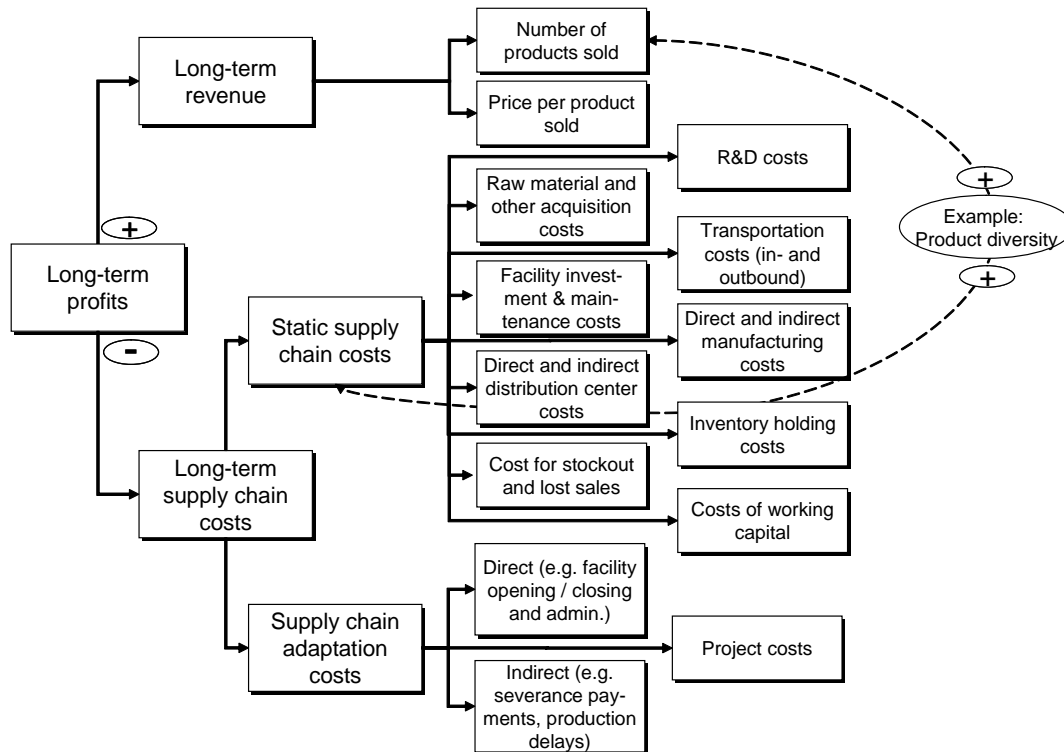 Number of
products sold
Long-term
revenue
Price per product
sold
R&D costs
Raw material and
other acquisition
costs
+
Example:
Product diversity
+
Transportation
costs (in- and
outbound)
+
Long-term
profits
-
Facility invest-
ment & main-
tenance costs
Static supply
chain costs
Direct and indirect
manufacturing
costs
Direct and indirect
distribution center
costs
Inventory holding
costs
Long-term
supply chain
costs
Cost for stockout
and lost sales
Costs of working
capital
Direct (e.g. facility
opening / closing
and admin.)
Supply chain
adaptation
costs
Project costs
Indirect (e.g.
severance pay-
ments, production
delays)